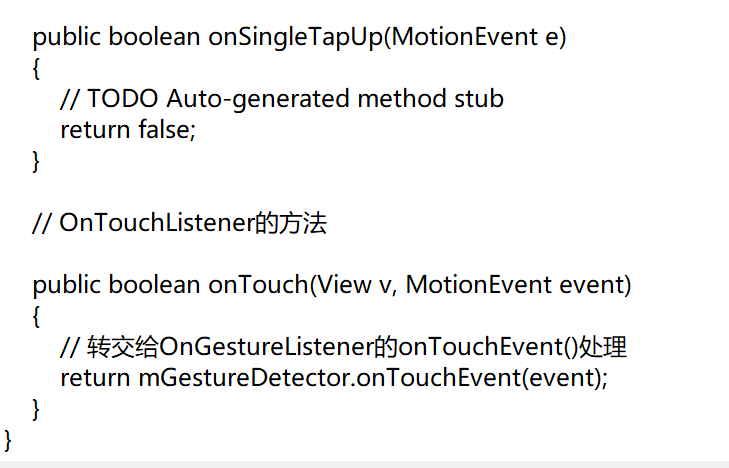 public boolean onSingleTapUp(MotionEvent e)
{
// TODO Auto-generated method stub
return false;
}
// OnTouchListener的方法
public boolean onTouch(View v, MotionEvent event)
{
// 转交给OnGestureListener的onTouchEvent()处理
return mGestureDetector.onTouchEvent(event);
}
}